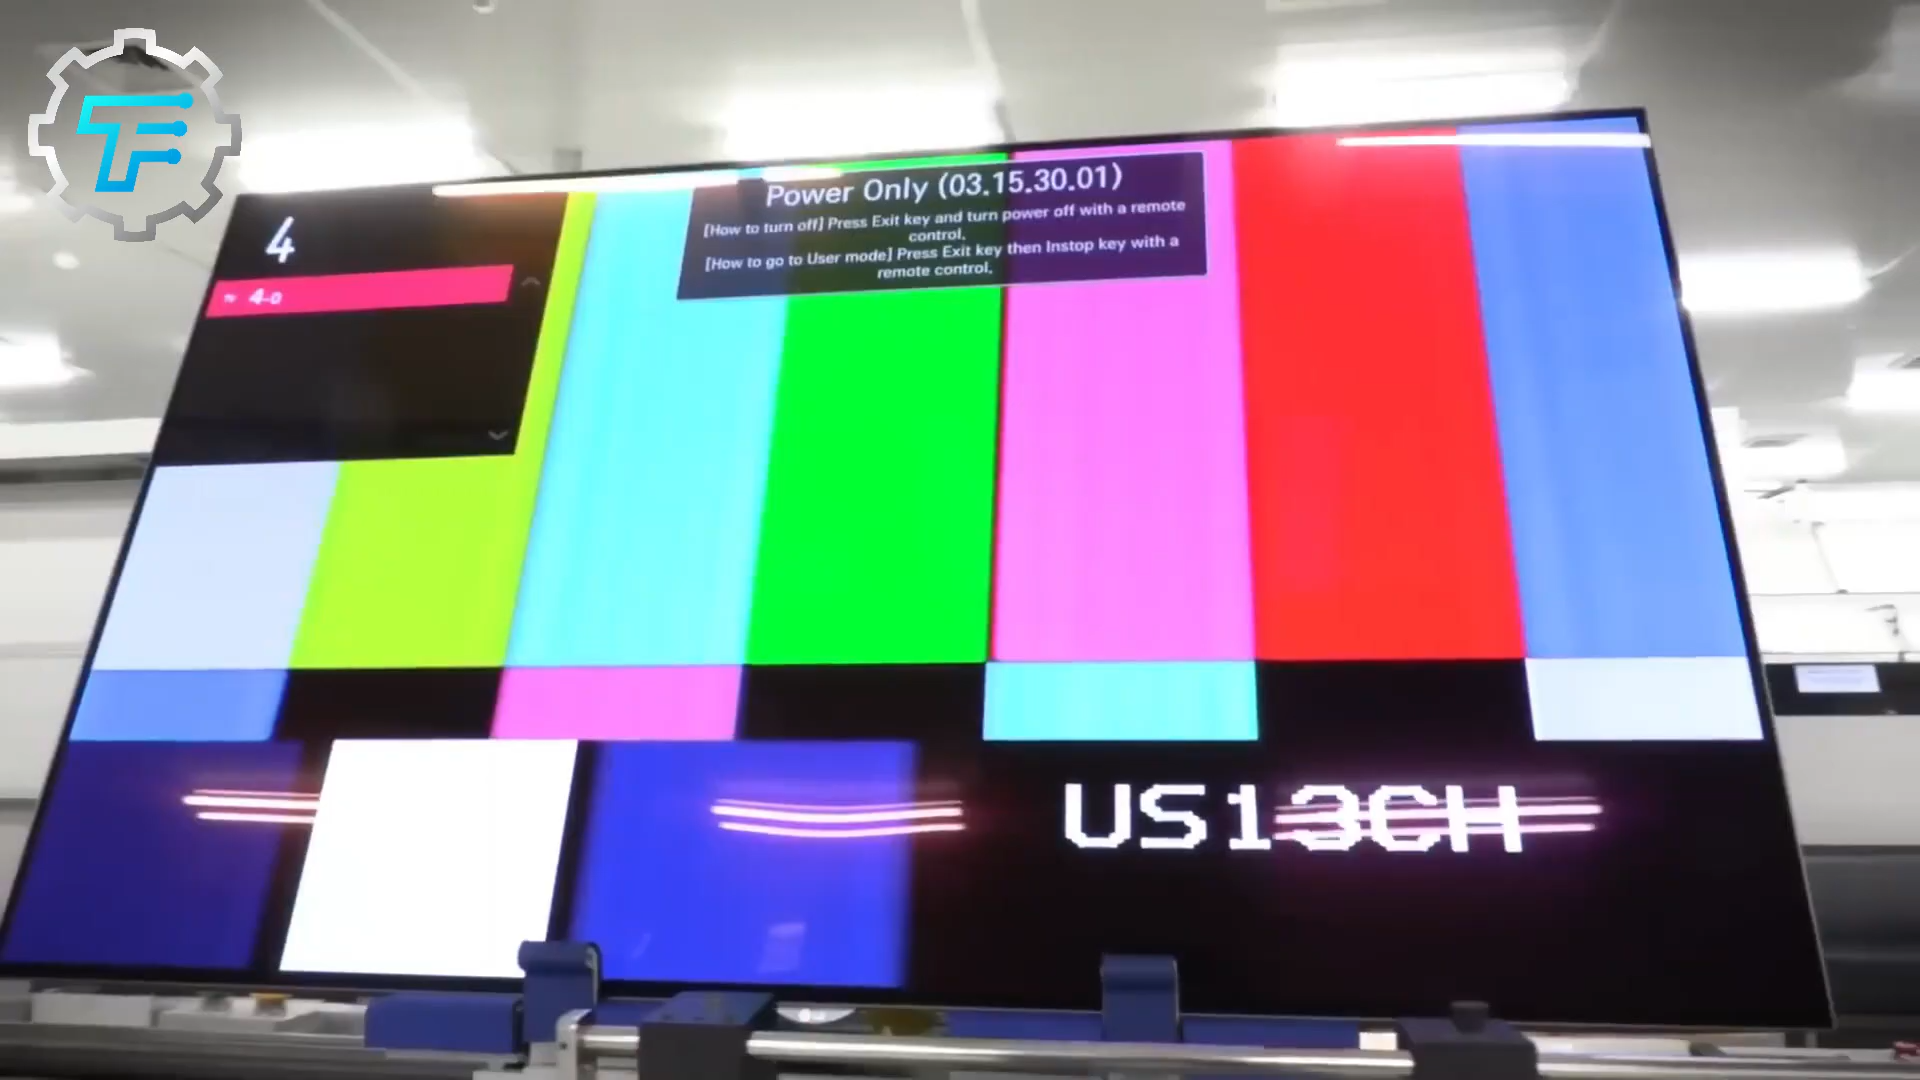 TF
4
Power Only (03.15.30.01)
[How to turn off] Press Exit key and turn power off with a remote
control.
[How to go to User mode] Press Exit key then Instop key with a
remote control.
4-0
US13CH